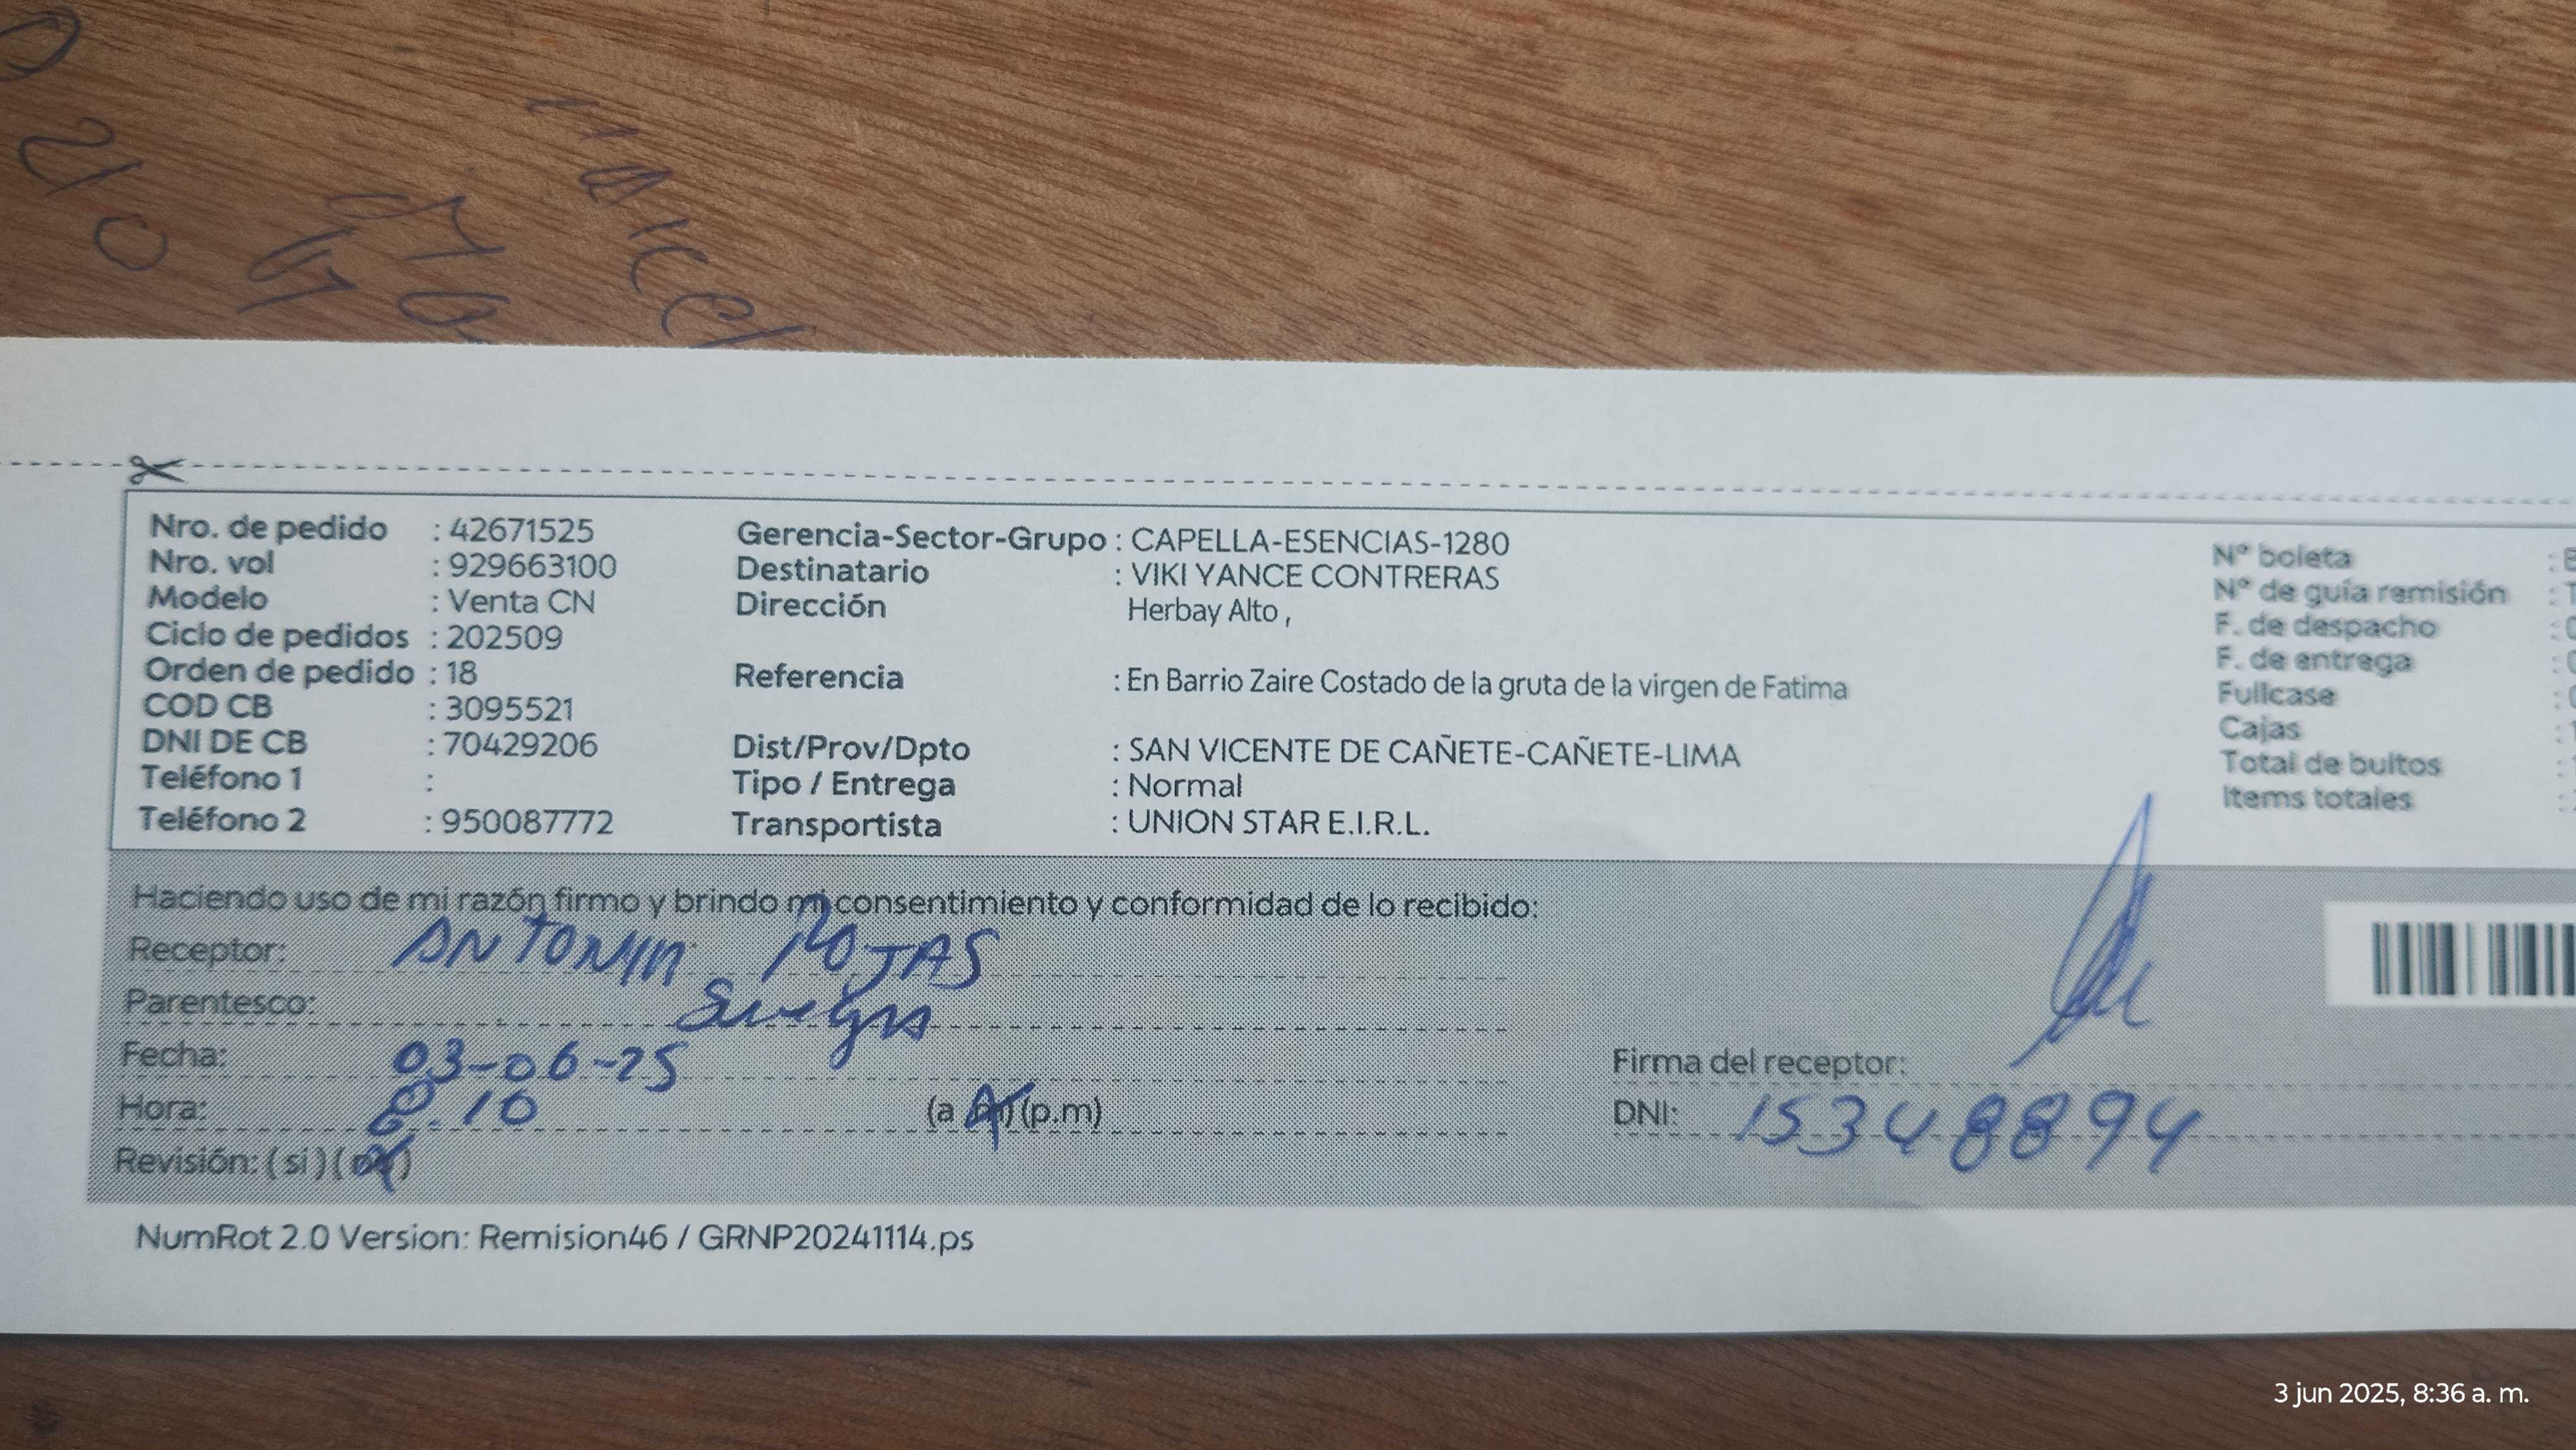 Nro. de pedido : 42671525
Nro. vol : 929663100
Modelo : Venta CN
Ciclo de pedidos : 202509
Orden de pedido : 18
COD CB : 3095521
DNI DE CB : 70429206
Teléfono 1 :
Teléfono 2 : 950087772
Gerencia-Sector-Grupo : CAPELLA-ESENCIAS-1280
Destinatario : VIKI YANCE CONTRERAS
Dirección Herbay Alto ,
Referencia : En Barrio Zaire Costado de la gruta de la virgen de Fatima
Dist/Prov/Dpto : SAN VICENTE DE CAÑETE-CAÑETE-LIMA
Tipo / Entrega : Normal
Transportista : UNION STAR E.I.R.L.
N° boleta :
N° de guía remisión :
F. de despacho :
F. de entrega :
Fullcase :
Cajas :
Total de bultos :
Items totales :
Haciendo uso de mi razón firmo y brindo mi consentimiento y conformidad de lo recibido:
Receptor: ROJAS
Parentesco: Suegra
Fecha: 03-06-25
Hora: 8.10 (a.m) (p.m)
Revisión: ( si ) ( no )
Firma del receptor:
DNI: 15348894
NumRot 2.0 Version: Remision46 / GRNP20241114.ps
3 jun 2025, 8:36 a. m.